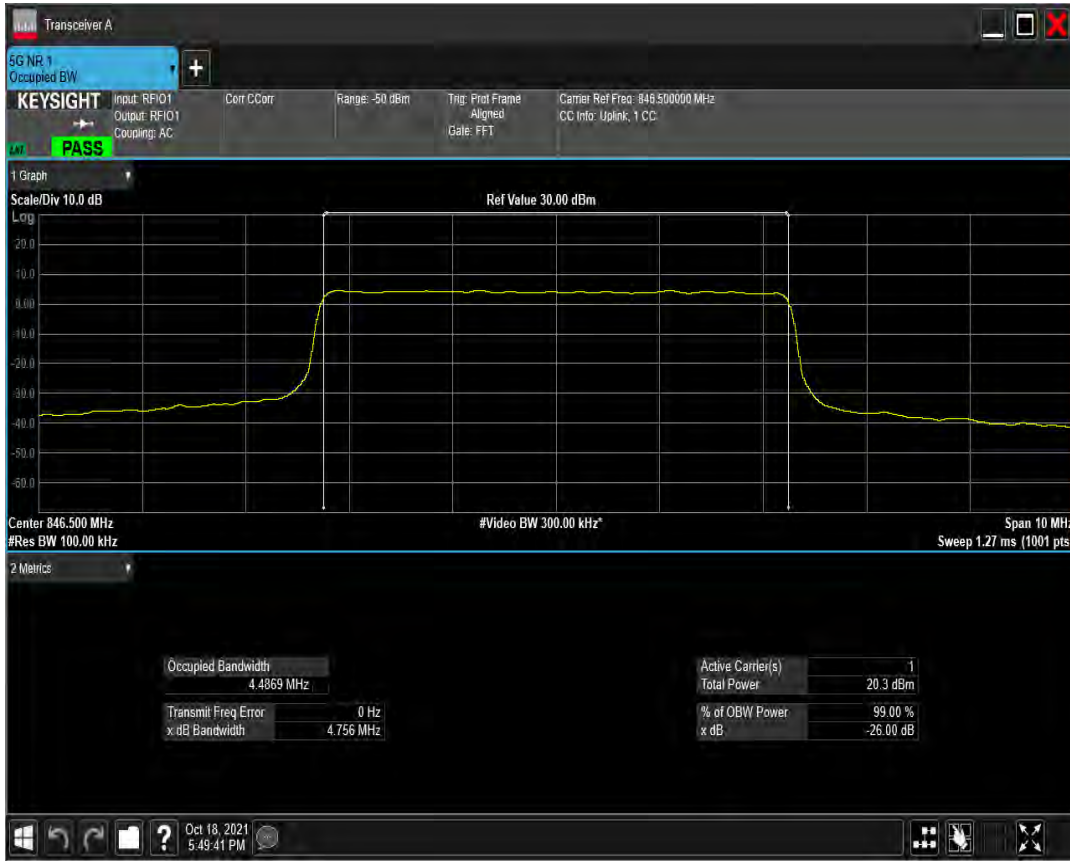 Transceiver A
5G NR 1
Occupied BW
+
KEYSIGHT
Input: RFIO1
Output: RFIO1
Coupling: AC
Corr CCorr
Range: -50 dBm
Trig: Prot Frame
Aligned
Gate: FFT
Carrier Ref Freq: 846.500000 MHz
CC Info: Uplink, 1 CC
PASS
1 Graph
Scale/Div 10.0 dB
Ref Value 30.00 dBm
Log
20.0
10.0
0.00
-10.0
-20.0
-30.0
-40.0
-50.0
-60.0
Center 846.500 MHz
#Video BW 300.00 kHz*
Span 10 MHz
#Res BW 100.00 kHz
Sweep 1.27 ms (1001 pts
2 Metrics
Occupied Bandwidth
4.4869 MHz
Active Carrier(s) 1
Total Power 20.3 dBm
Transmit Freq Error 0 Hz
x dB Bandwidth 4.756 MHz
% of OBW Power 99.00 %
x dB -26.00 dB
?
Oct 18, 2021
5:49:41 PM